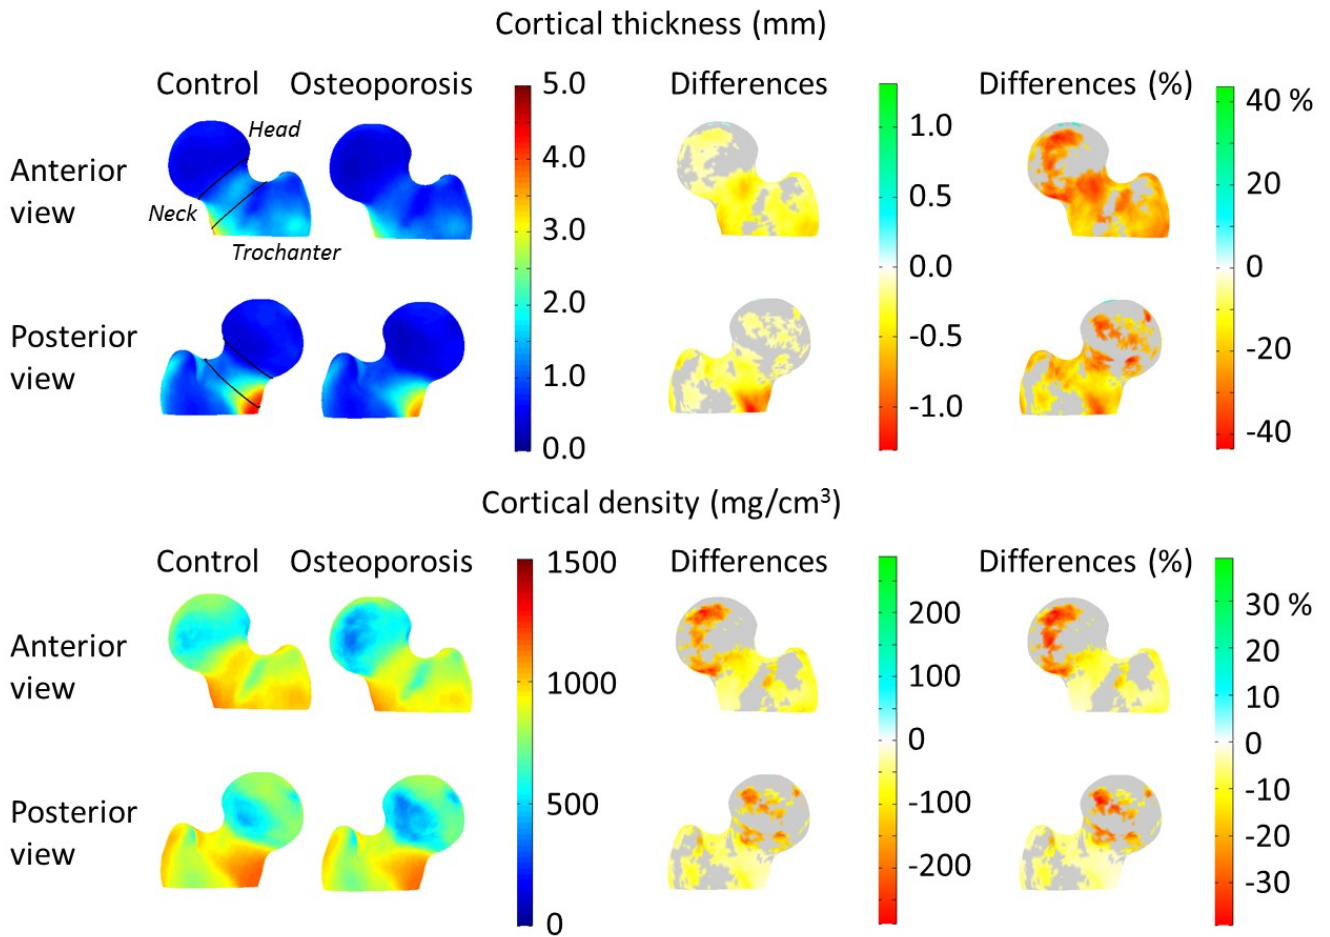 Cortical thickness (mm)
Control Osteoporosis Differences Differences (%)
5.0
4.0
3.0
2.0
1.0
0.0
1.0
0.5
0.0
-0.5
-1.0
40 %
20
0
-20
-40
Anterior
view
Head
Neck
Trochanter
Posterior
view
Cortical density (mg/cm³)
Control Osteoporosis Differences Differences (%)
1500
1000
500
0
200
100
0
-100
-200
30 %
20
10
0
-10
-20
-30
Anterior
view
Posterior
view